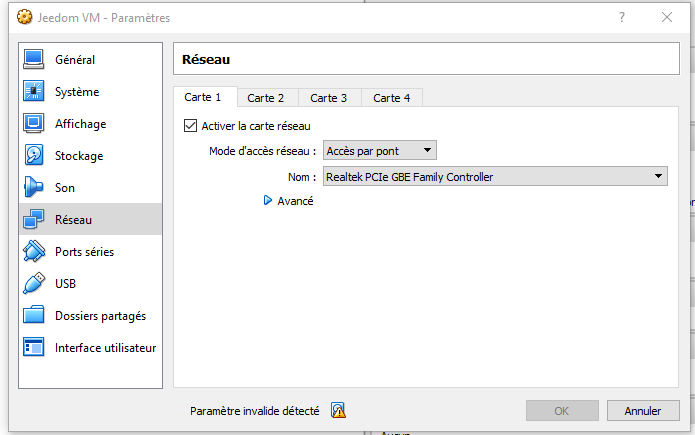 Jeedom VM - Paramètres
?
Général
Système
Affichage
Stockage
Son
Réseau
Ports séries
USB
Dossiers partagés
Interface utilisateur
Réseau
Carte 1 Carte 2 Carte 3 Carte 4
Activer la carte réseau
Mode d'accès réseau : Accès par pont
Nom : Realtek PCIe GBE Family Controller
Avancé
Paramètre invalide détecté
OK Annuler